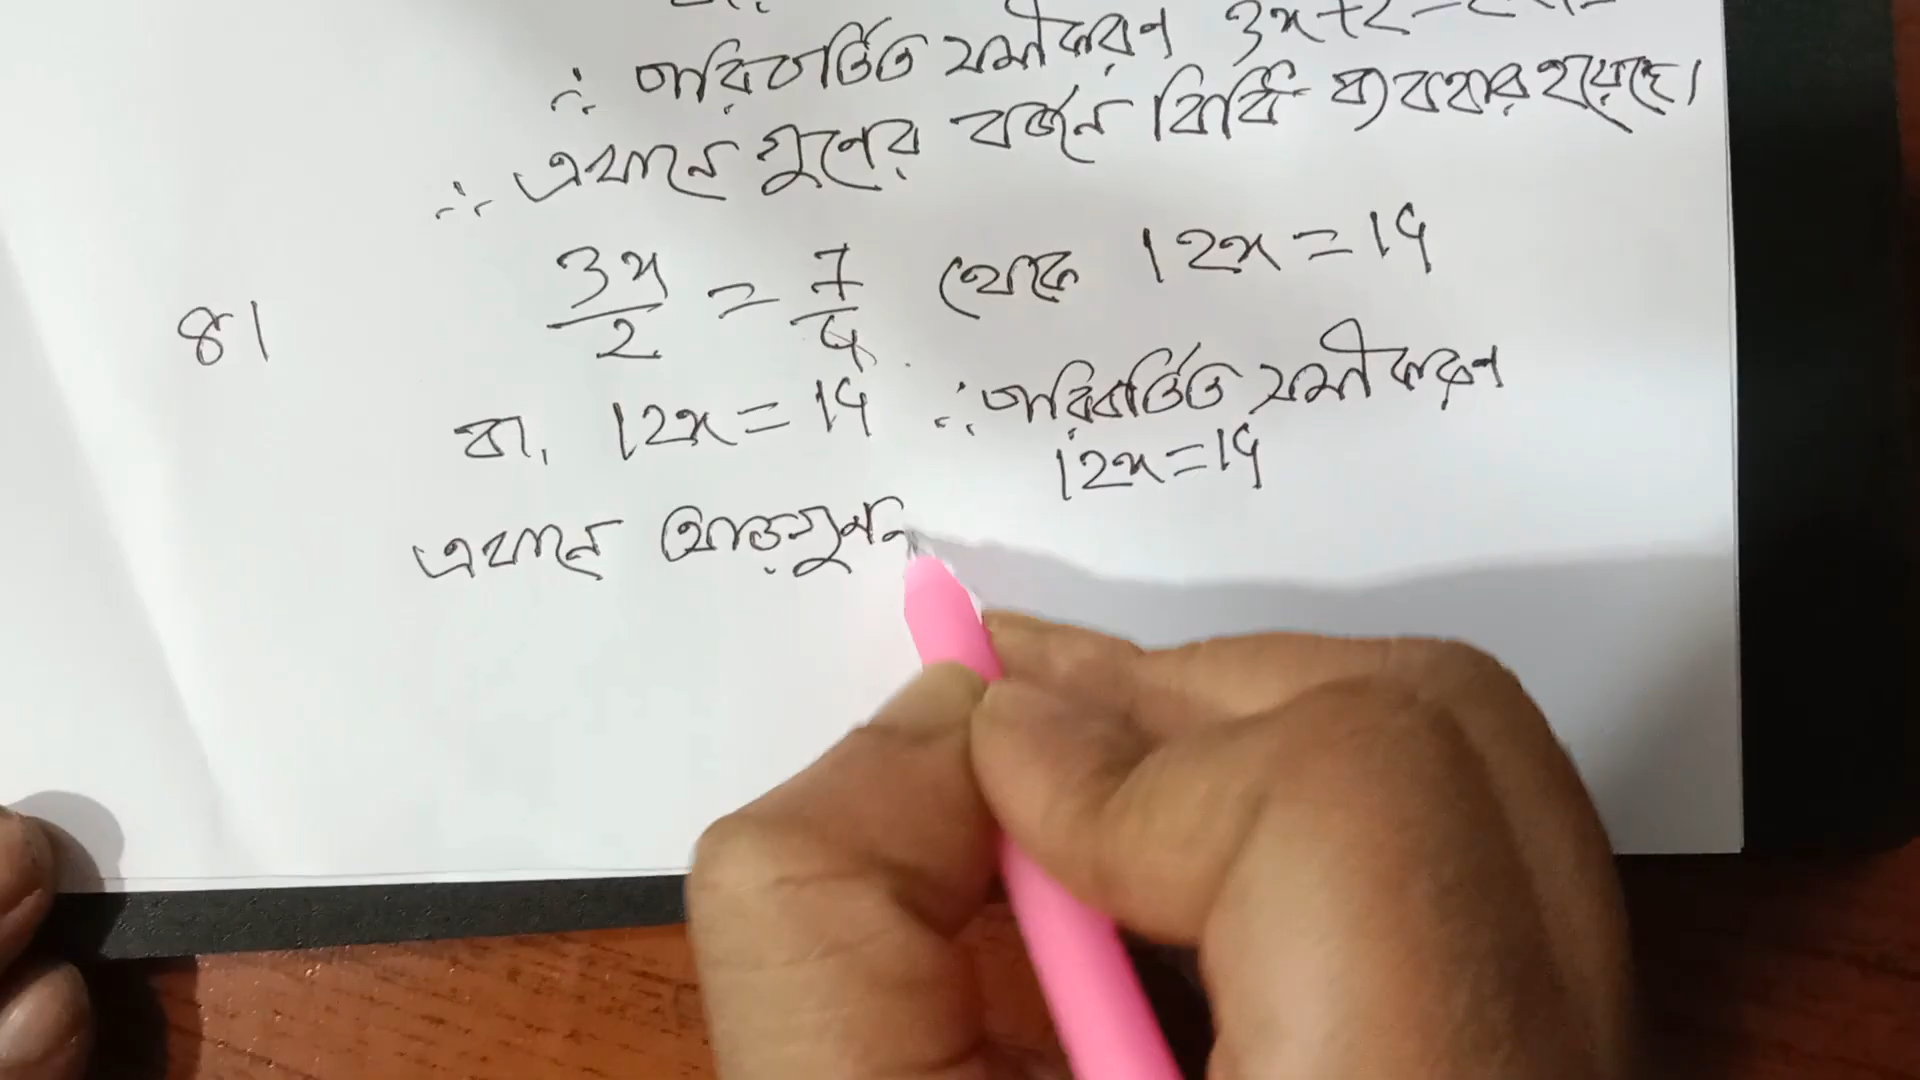 ∴ পরিবর্তিত সমীকরণ 3x+2=
∴ এখানে গুনের বর্জন বিধি ব্যবহার হয়েছে।
৪। 3x/2 = 7/4 থেকে 12x=14
বা, 12x=14 ∴ পরিবর্তিত সমীকরণ
12x=14
এখানে আড়গুনন